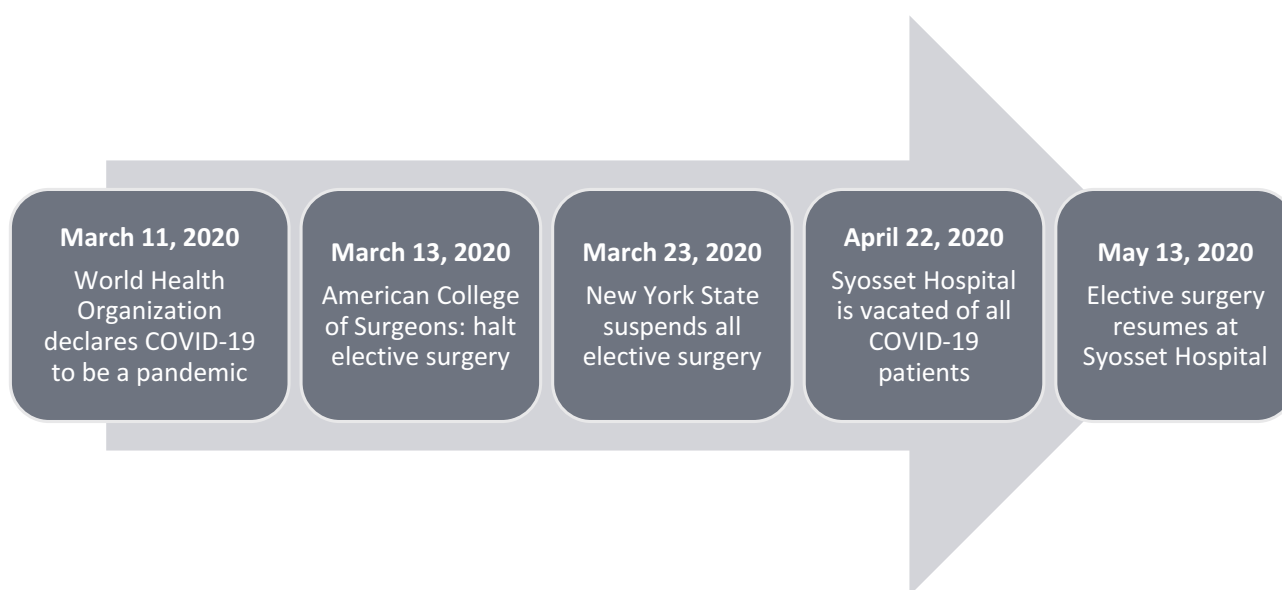 March 11, 2020
World Health
Organization
declares COVID-19
to be a pandemic
March 13, 2020
American College
of Surgeons: halt
elective surgery
March 23, 2020
New York State
suspends all
elective surgery
April 22, 2020
Syosset Hospital
is vacated of all
COVID-19
patients
May 13, 2020
Elective surgery
resumes at
Syosset Hospital